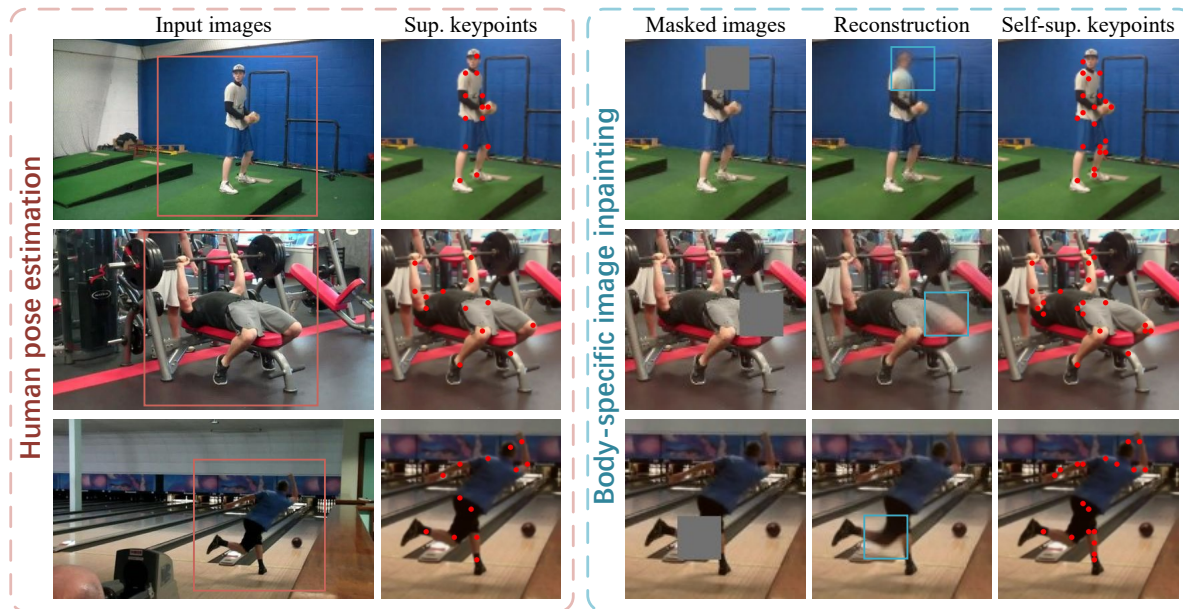 Input images
Sup. keypoints
Masked images
Reconstruction
Self-sup. keypoints
Human pose estimation
Body-specific image inpainting